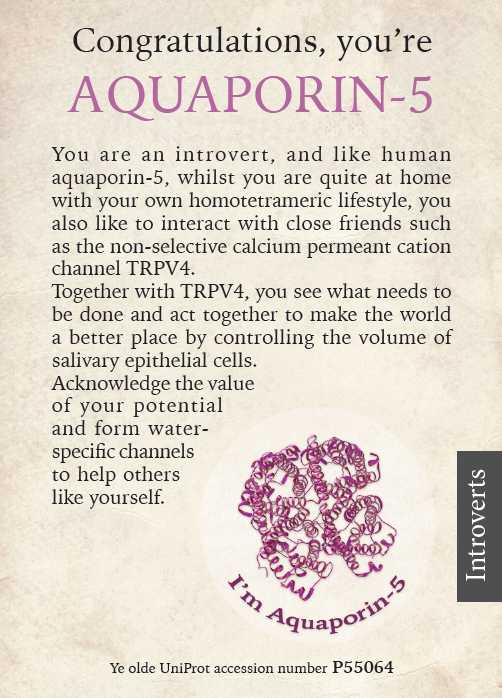 Congratulations, you’re
AQUAPORIN-5
You are an introvert, and like human
aquaporin-5, whilst you are quite at home
with your own homotetrameric lifestyle, you
also like to interact with close friends such
as the non-selective calcium permeant cation
channel TRPV4.
Together with TRPV4, you see what needs to
be done and act together to make the world
a better place by controlling the volume of
salivary epithelial cells.
Acknowledge the value
of your potential
and form water-
specific channels
to help others
like yourself.
Introverts
I’m Aquaporin-5
Ye olde UniProt accession number P55064